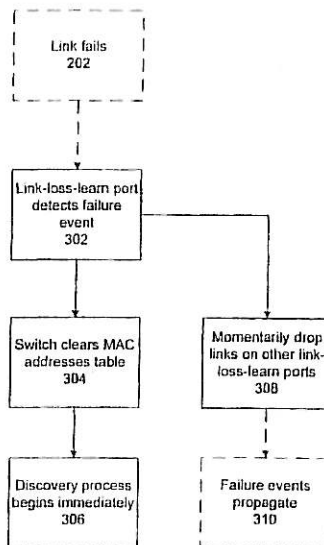 Link fails
202
Link-loss-learn port
detects failure
event
302
Switch clears MAC
addresses table
304
Momentarily drop
links on other link-
loss-learn ports
308
Discovery process
begins immediately
306
Failure events
propagate
310